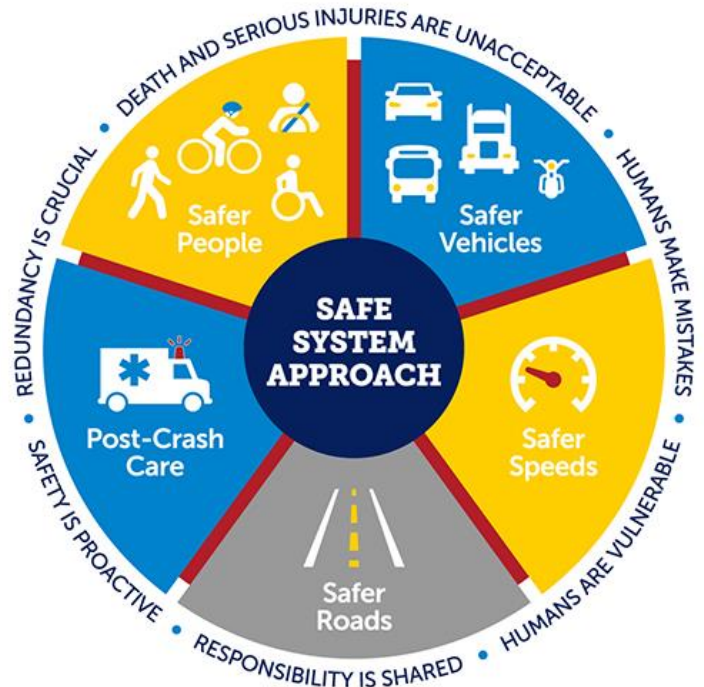 DEATH AND SERIOUS INJURIES ARE UNACCEPTABLE
HUMANS MAKE MISTAKES
HUMANS ARE VULNERABLE
RESPONSIBILITY IS SHARED
SAFETY IS PROACTIVE
REDUNDANCY IS CRUCIAL
Safer
People
Safer
Vehicles
SAFE
SYSTEM
APPROACH
Post-Crash
Care
Safer
Speeds
Safer
Roads